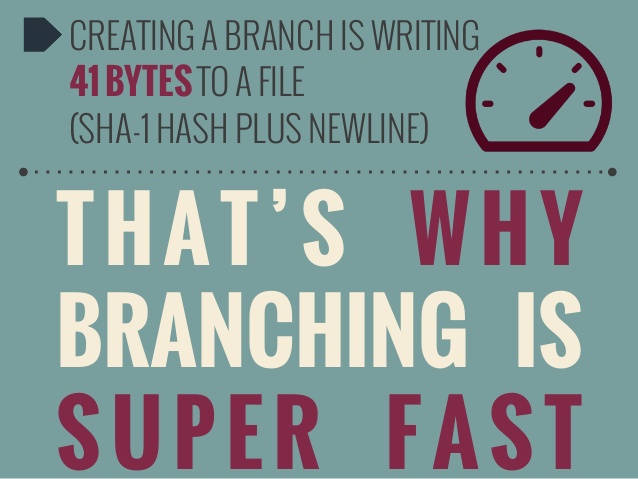 CREATING A BRANCH IS WRITING
41 BYTES TO A FILE
(SHA-1 HASH PLUS NEWLINE)
THAT'S WHY
BRANCHING IS
SUPER FAST